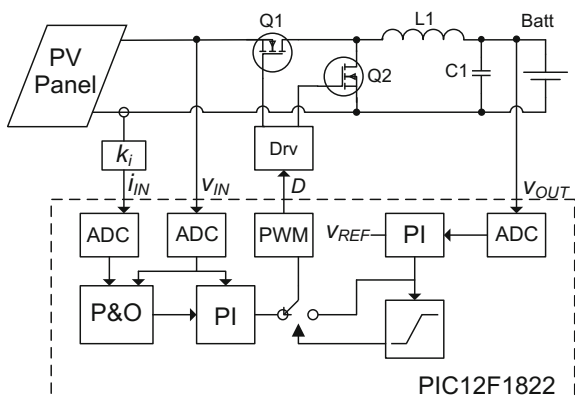 Q1
L1
Batt
PV
Panel
Q2
C1
k_i
Drv
i_IN
v_IN
D
v_OUT
ADC
ADC
PWM
v_REF
PI
ADC
P&O
PI
PIC12F1822